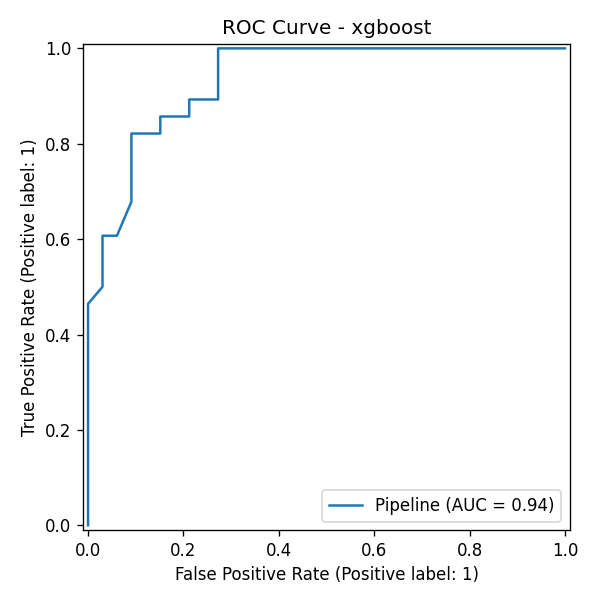 ROC Curve - xgboost
True Positive Rate (Positive label: 1)
1.0
0.8
0.6
0.4
0.2
0.0
Pipeline (AUC = 0.94)
0.0 0.2 0.4 0.6 0.8 1.0
False Positive Rate (Positive label: 1)